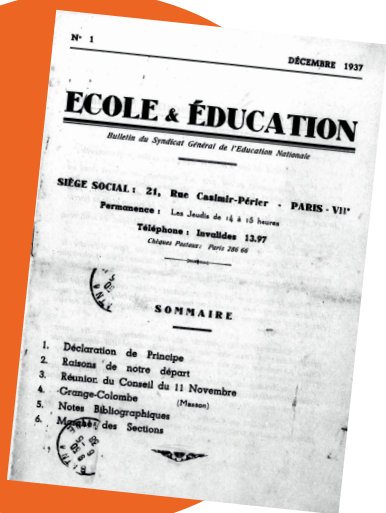 N° 1
DÉCEMBRE 1937
ECOLE & ÉDUCATION
Bulletin du Syndicat Général de l'Education Nationale
SIÈGE SOCIAL : 21, Rue Casimir-Périer - PARIS - VIIe
Permanence : Les Jeudis de 14 à 15 heures
Téléphone : Invalides 13.97
Chèques Postaux : Paris 286 66
SOMMAIRE
1. Déclaration de Principe
2. Raisons de notre départ
3. Réunion du Conseil du 11 Novembre
4. Grange-Colombe (Masson)
5. Notes Bibliographiques
6. des Sections